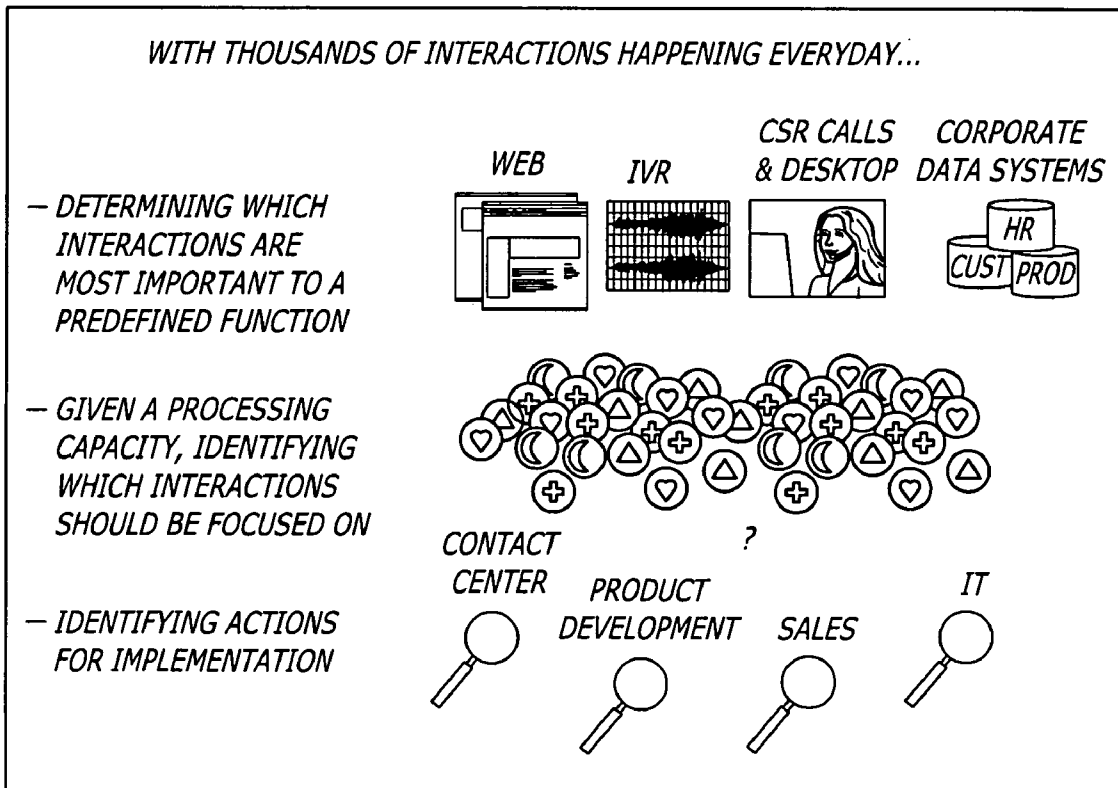 WITH THOUSANDS OF INTERACTIONS HAPPENING EVERYDAY...
WEB
IVR
CSR CALLS
& DESKTOP
CORPORATE
DATA SYSTEMS
— DETERMINING WHICH
INTERACTIONS ARE
MOST IMPORTANT TO A
PREDEFINED FUNCTION
HR
CUST
PROD
— GIVEN A PROCESSING
CAPACITY, IDENTIFYING
WHICH INTERACTIONS
SHOULD BE FOCUSED ON
?
CONTACT
CENTER
PRODUCT
DEVELOPMENT
SALES
IT
— IDENTIFYING ACTIONS
FOR IMPLEMENTATION